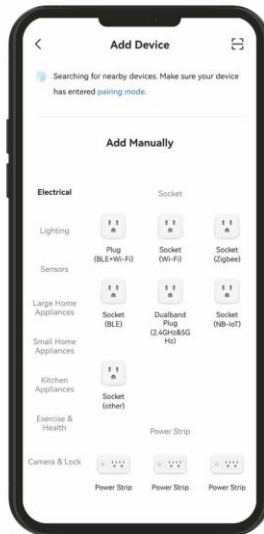 Add Device
Searching for nearby devices. Make sure your device
has entered pairing mode.
Add Manually
Electrical
Lighting
Sensors
Large Home
Appliances
Small Home
Appliances
Kitchen
Appliances
Exercise &
Health
Camera & Lock
Socket
Plug
(BLE+Wi-Fi)
Socket
(Wi-Fi)
Socket
(Zigbee)
Socket
(BLE)
Dualband
Plug
(2.4GHz&5G
Hz)
Socket
(NB-IoT)
Socket
(other)
Power Strip
Power Strip
Power Strip
Power Strip